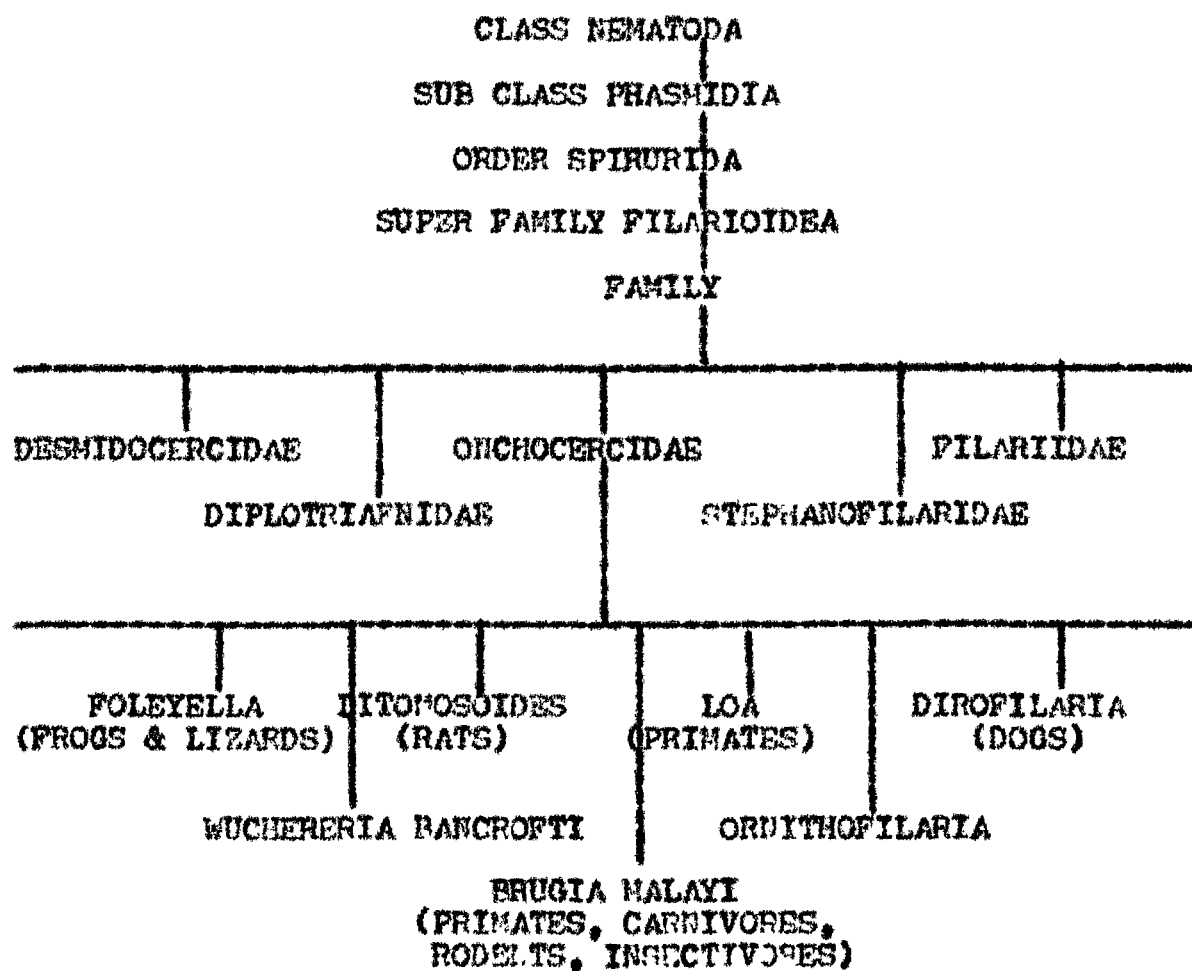 CLASS NEMATODA
SUB CLASS PHASMIDIA
ORDER SPIRURIDA
SUPER FAMILY FILARIOIDEA
FAMILY
DESMIDOCERCIDAE ONCHOCERCIDAE FILARIIDAE
DIPLOTRIAENIDAE STEPHANOFILARIDAE
FOLEYELLA LITOMOSOIDES LOA DIROFILARIA
(FROGS & LIZARDS) (RATS) (PRIMATES) (DOGS)
WUCHERERIA BANCROFTI ORNITHOFILARIA
BRUGIA MALAYI
(PRIMATES, CARNIVORES,
RODENTS, INSECTIVORES)